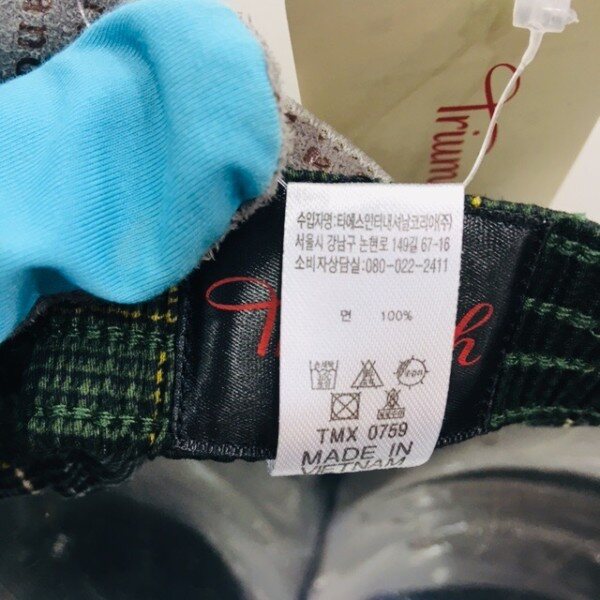 Trium
수입자명:티에스인터내셔날코리아(주)
서울시 강남구 논현로 149길 67-16
소비자상담실:080-022-2411
면 100%
TMX 0759
MADE IN
VIETNAM